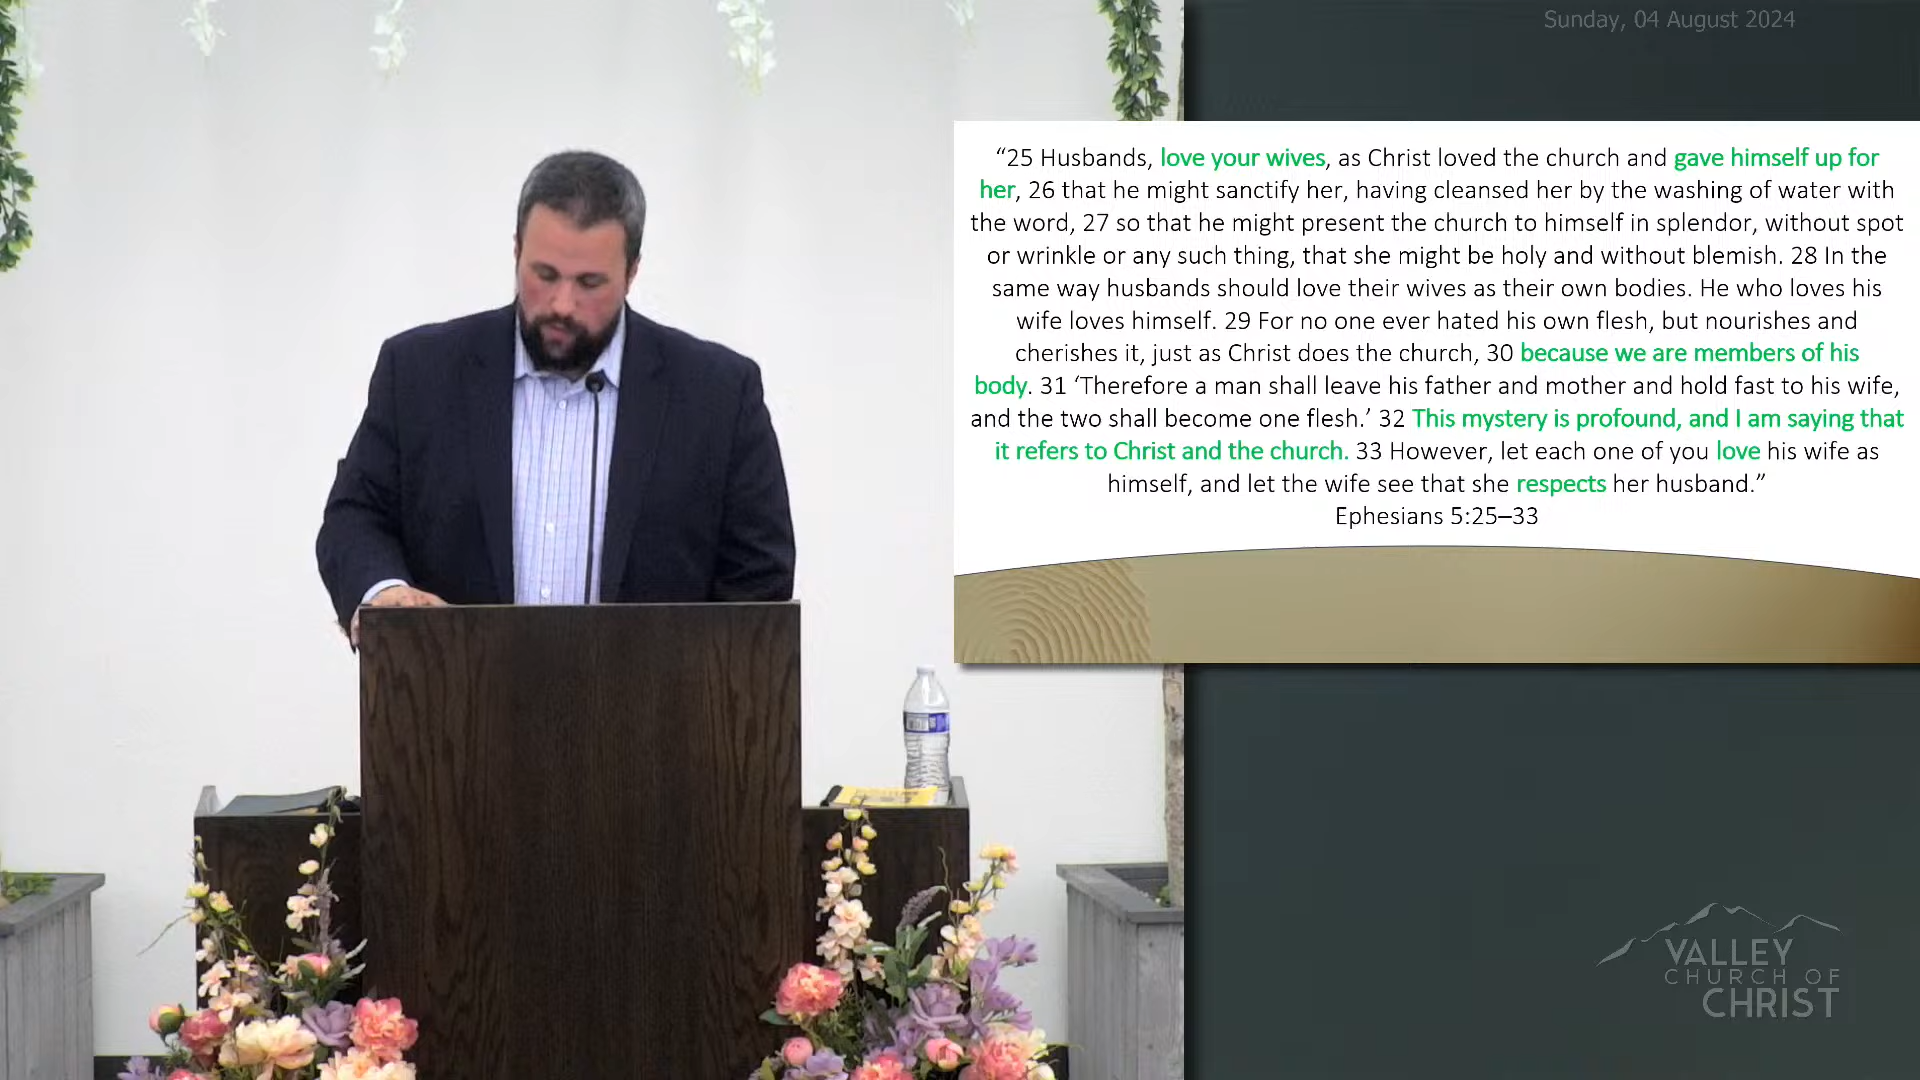 Sunday, 04 August 2024
“25 Husbands, love your wives, as Christ loved the church and gave himself up for
her, 26 that he might sanctify her, having cleansed her by the washing of water with
the word, 27 so that he might present the church to himself in splendor, without spot
or wrinkle or any such thing, that she might be holy and without blemish. 28 In the
same way husbands should love their wives as their own bodies. He who loves his
wife loves himself. 29 For no one ever hated his own flesh, but nourishes and
cherishes it, just as Christ does the church, 30 because we are members of his
body. 31 ‘Therefore a man shall leave his father and mother and hold fast to his wife,
and the two shall become one flesh.’ 32 This mystery is profound, and I am saying that
it refers to Christ and the church. 33 However, let each one of you love his wife as
himself, and let the wife see that she respects her husband.”
Ephesians 5:25–33
VALLEY
CHURCH OF
CHRIST